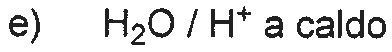 e) H₂O / H⁺ a caldo